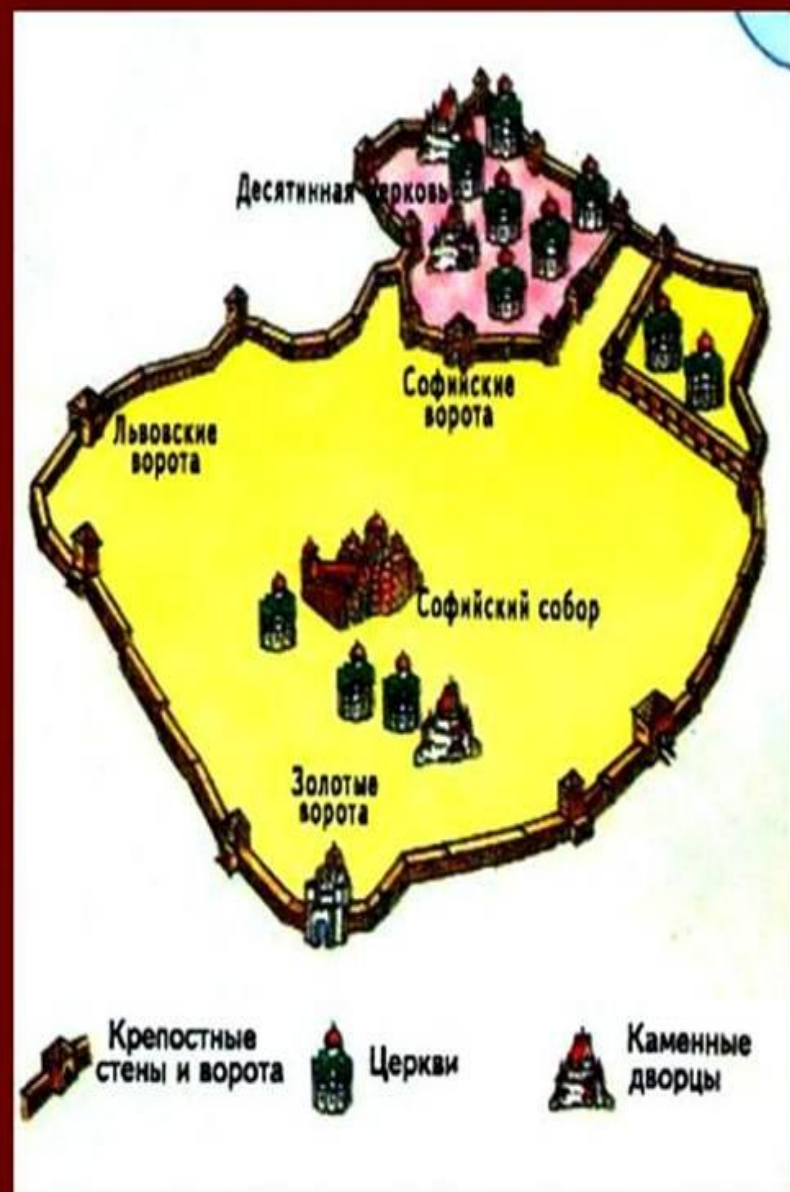 Десятинная церковь
Софийские
ворота
Львовские
ворота
Софийский собор
Золотые
ворота
Крепостные
стены и ворота
Церкви
Каменные
дворцы